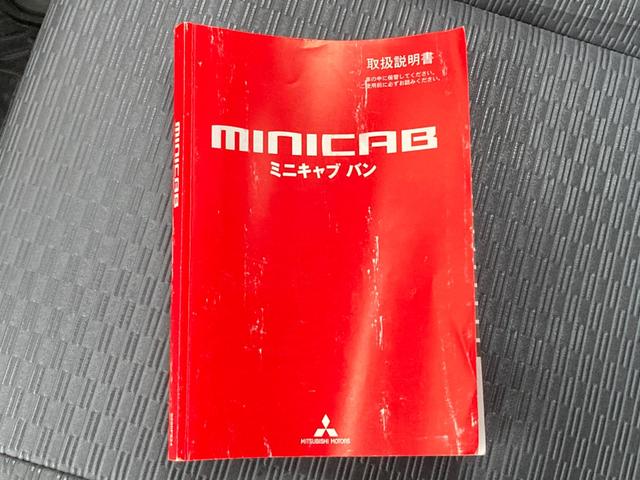 取扱説明書
車の中に保管してください。
ご使用前に必ずお読みください。
MINICAB
ミニキャブ バン
MINICAB
MITSUBISHI MOTORS